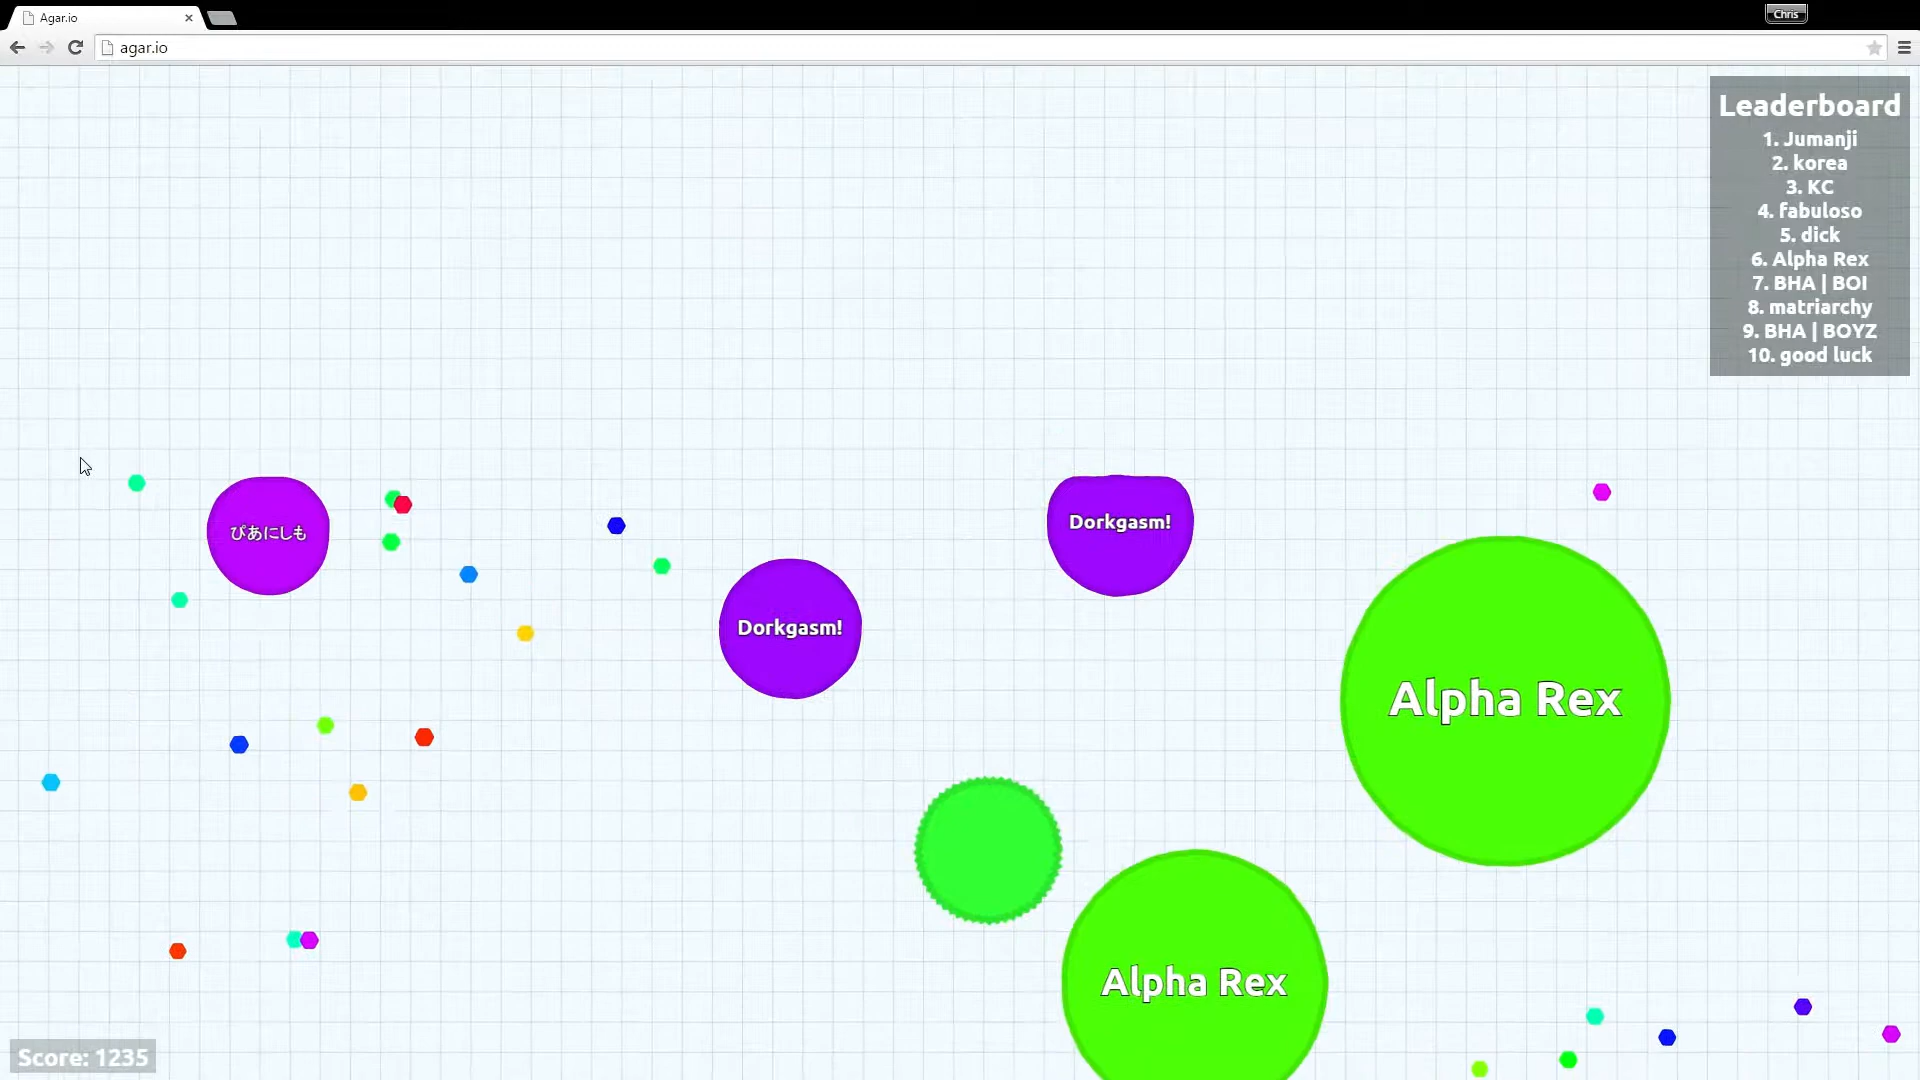 Agar.io
Chris
agar.io
Leaderboard
1. Jumanji
2. korea
3. KC
4. fabuloso
5. dick
6. Alpha Rex
7. BHA | BOI
8. matriarchy
9. BHA | BOYZ
10. good luck
ぴあにしも
Dorkgasm!
Dorkgasm!
Alpha Rex
Alpha Rex
Score: 1235